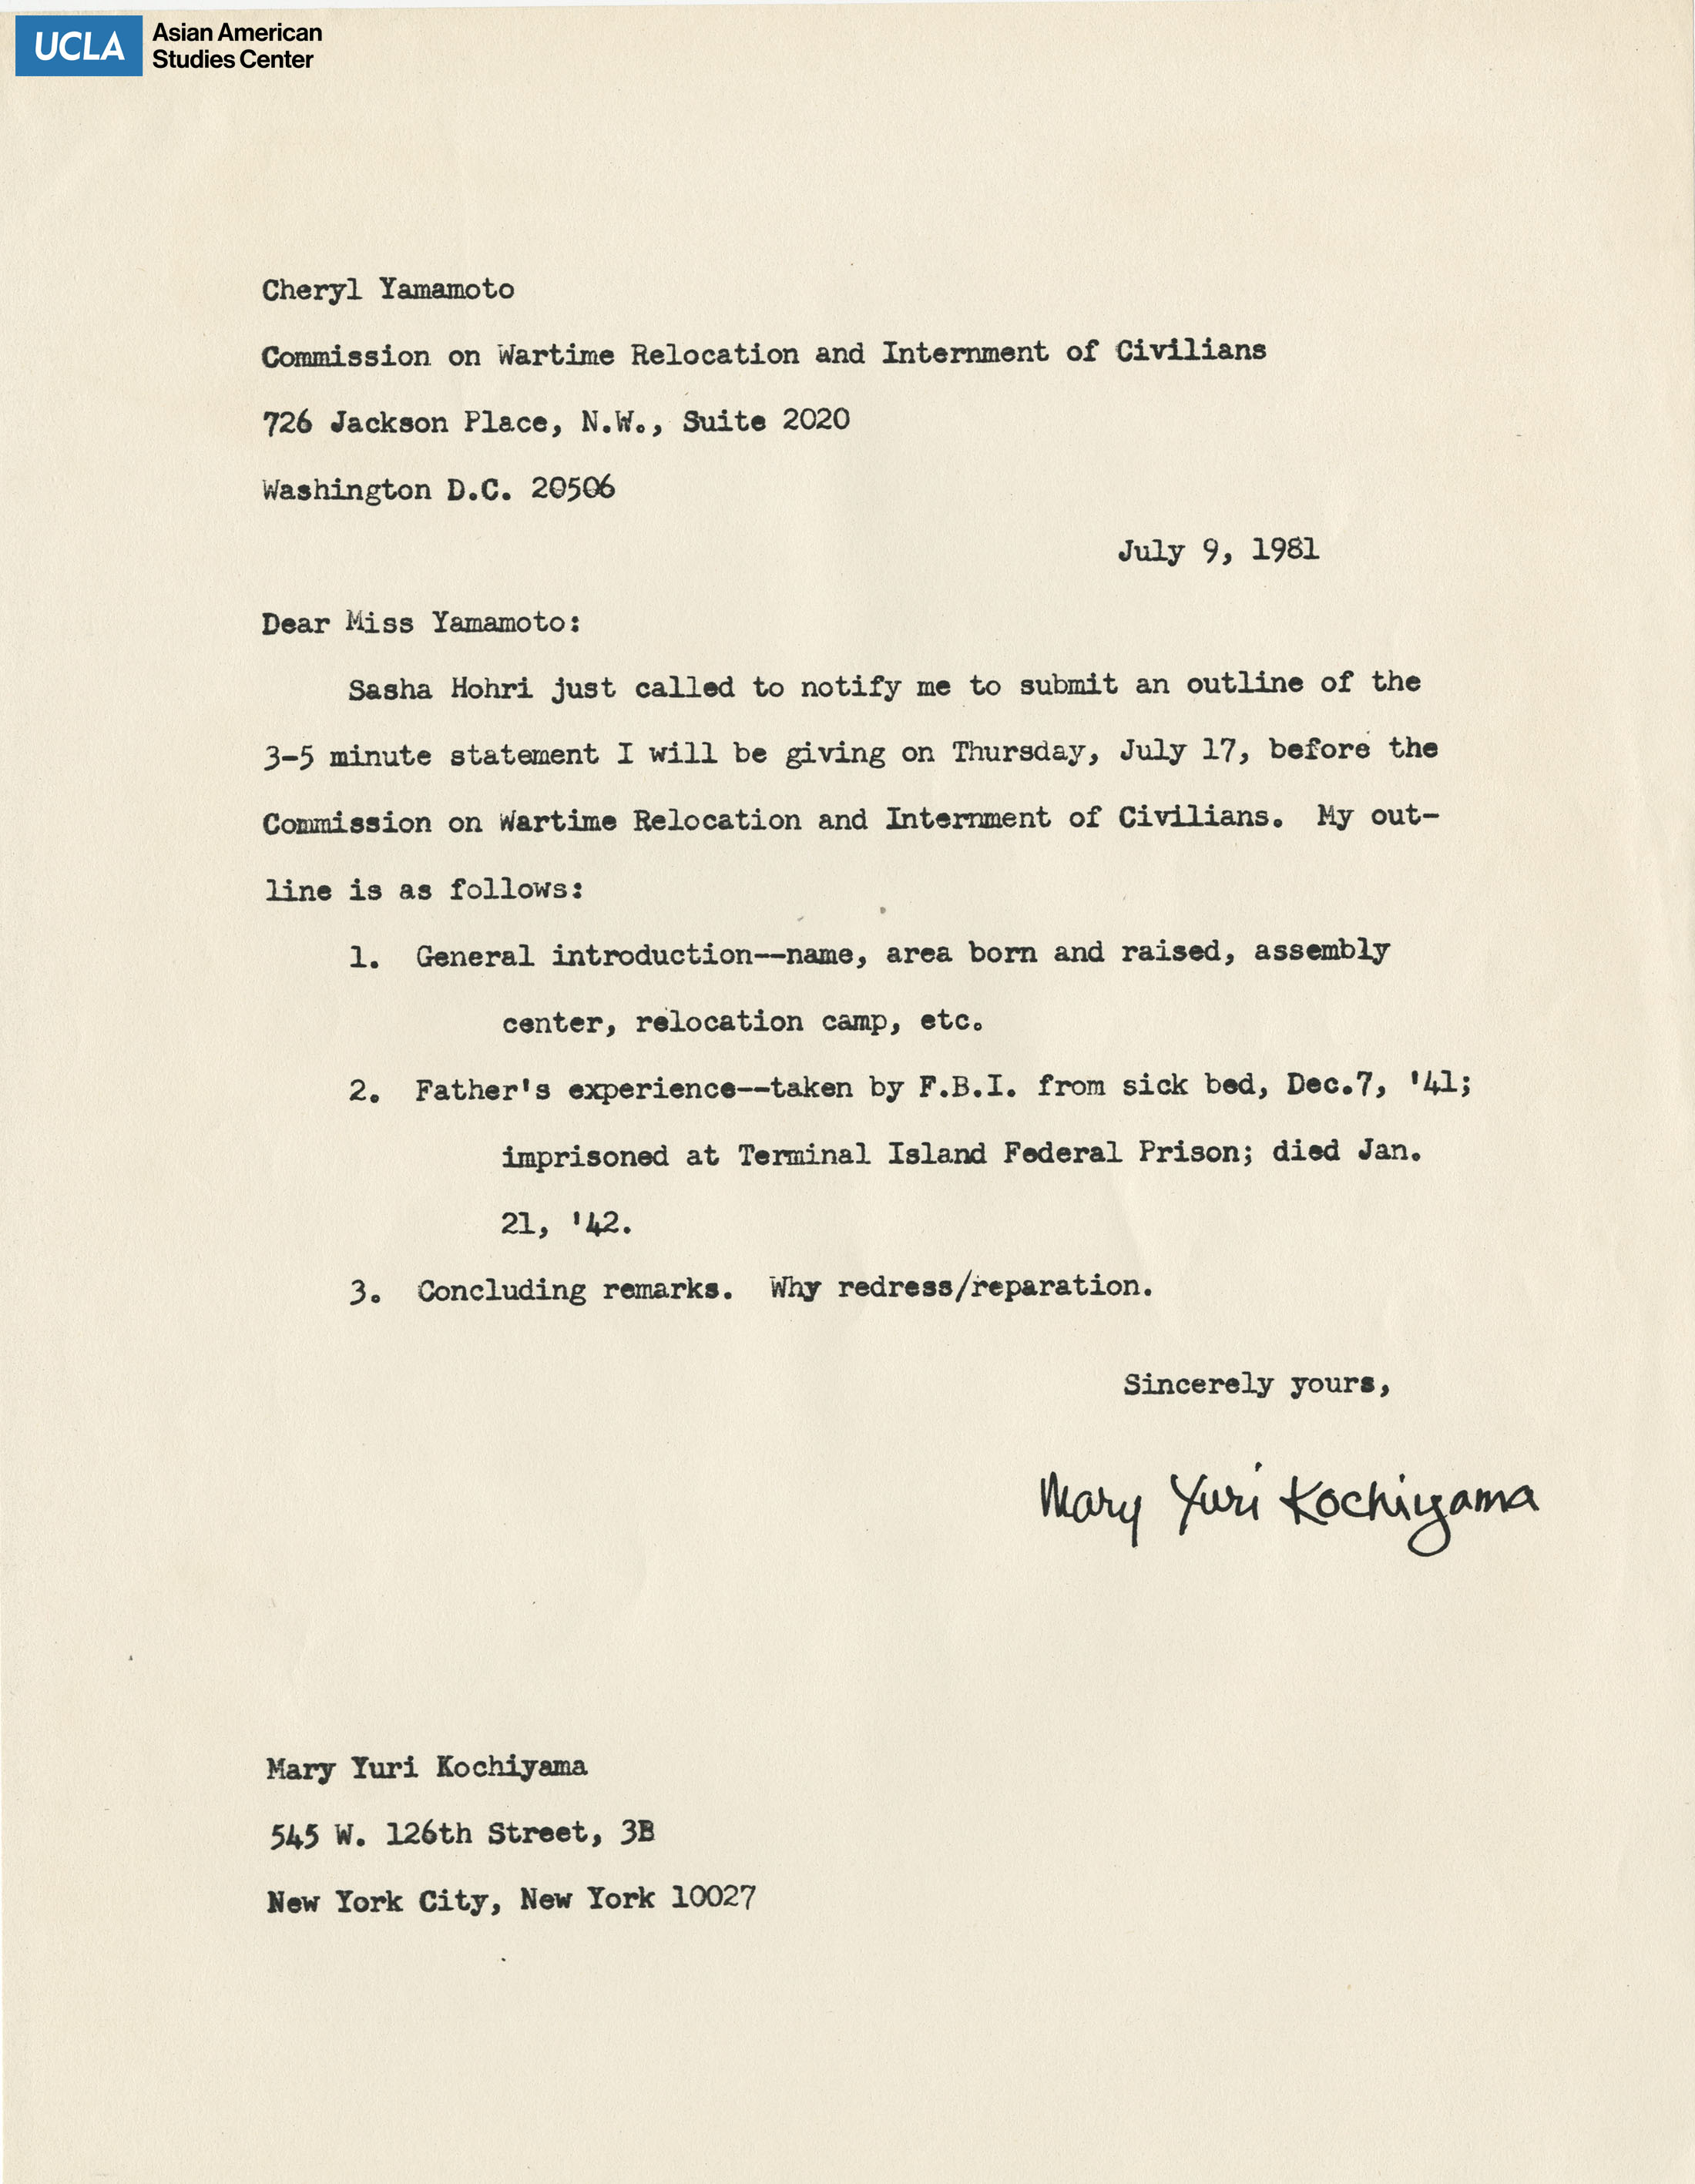 UCLA Asian American
Studies Center
Cheryl Yamamoto
Commission on Wartime Relocation and Internment of Civilians
726 Jackson Place, N.W., Suite 2020
Washington D.C. 20506
July 9, 1981
Dear Miss Yamamoto:
Sasha Hohri just called to notify me to submit an outline of the
3-5 minute statement I will be giving on Thursday, July 17, before the
Commission on Wartime Relocation and Internment of Civilians. My out-
line is as follows:
1. General introduction--name, area born and raised, assembly
center, relocation camp, etc.
2. Father's experience--taken by F.B.I. from sick bed, Dec.7, '41;
imprisoned at Terminal Island Federal Prison; died Jan.
21, '42.
3. Concluding remarks. Why redress/reparation.
Sincerely yours,
Mary Yuri Kochiyama
Mary Yuri Kochiyama
545 W. 126th Street, 3B
New York City, New York 10027